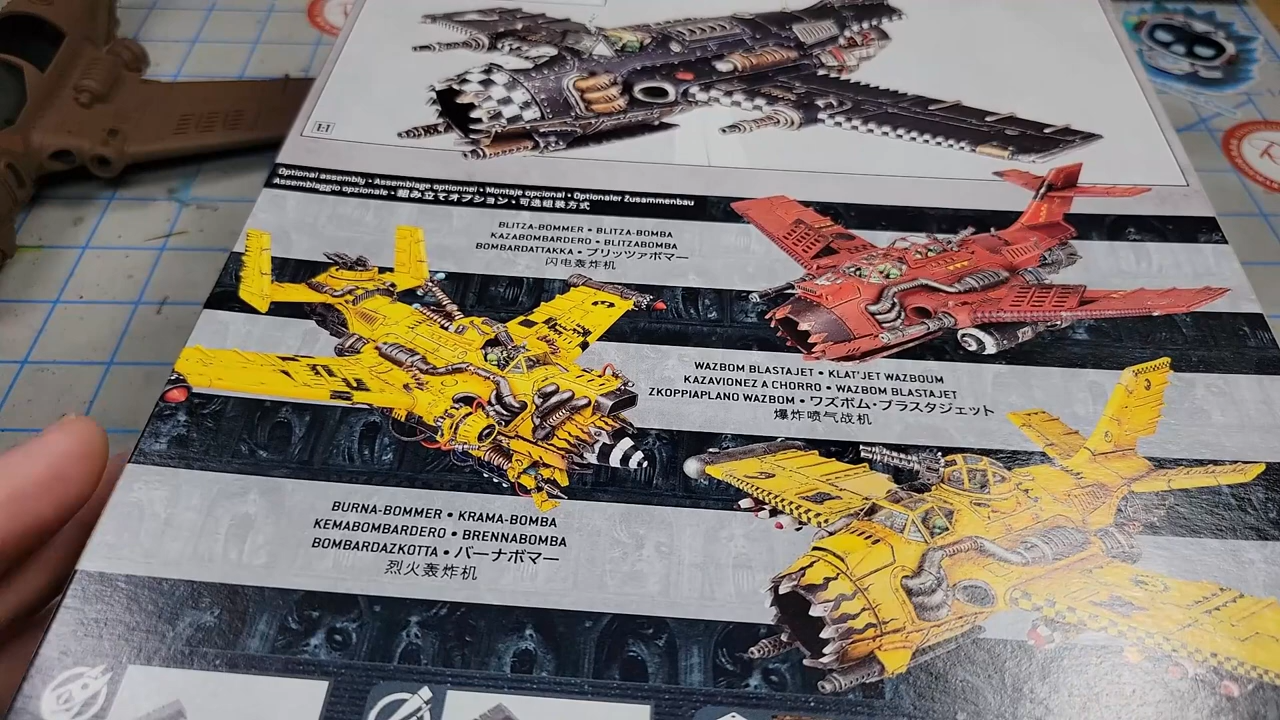 1:1
Optional assembly • Assemblage optionnel • Montaje opcional • Optionaler Zusammenbau
Assemblaggio opzionale • 組み立てオプション • 可选组装方式
BLITZA-BOMMER • BLITZA-BOMBA
KAZABOMBARDERO • BLITZABOMBA
BOMBARDATTAKKA • ブリッツァボマー
闪电轰炸机
WAZBOM BLASTAJET • KLAT'JET WAZBOUM
KAZAVIONEZ A CHORRO • WAZBOM BLASTAJET
ZKOPPIAPLANO WAZBOM • ワズボム・ブラスタジェット
爆炸喷气战机
BURNA-BOMMER • KRAMA-BOMBA
KEMABOMBARDERO • BRENNABOMBA
BOMBARDAZKOTTA • バーナボマー
烈火轰炸机